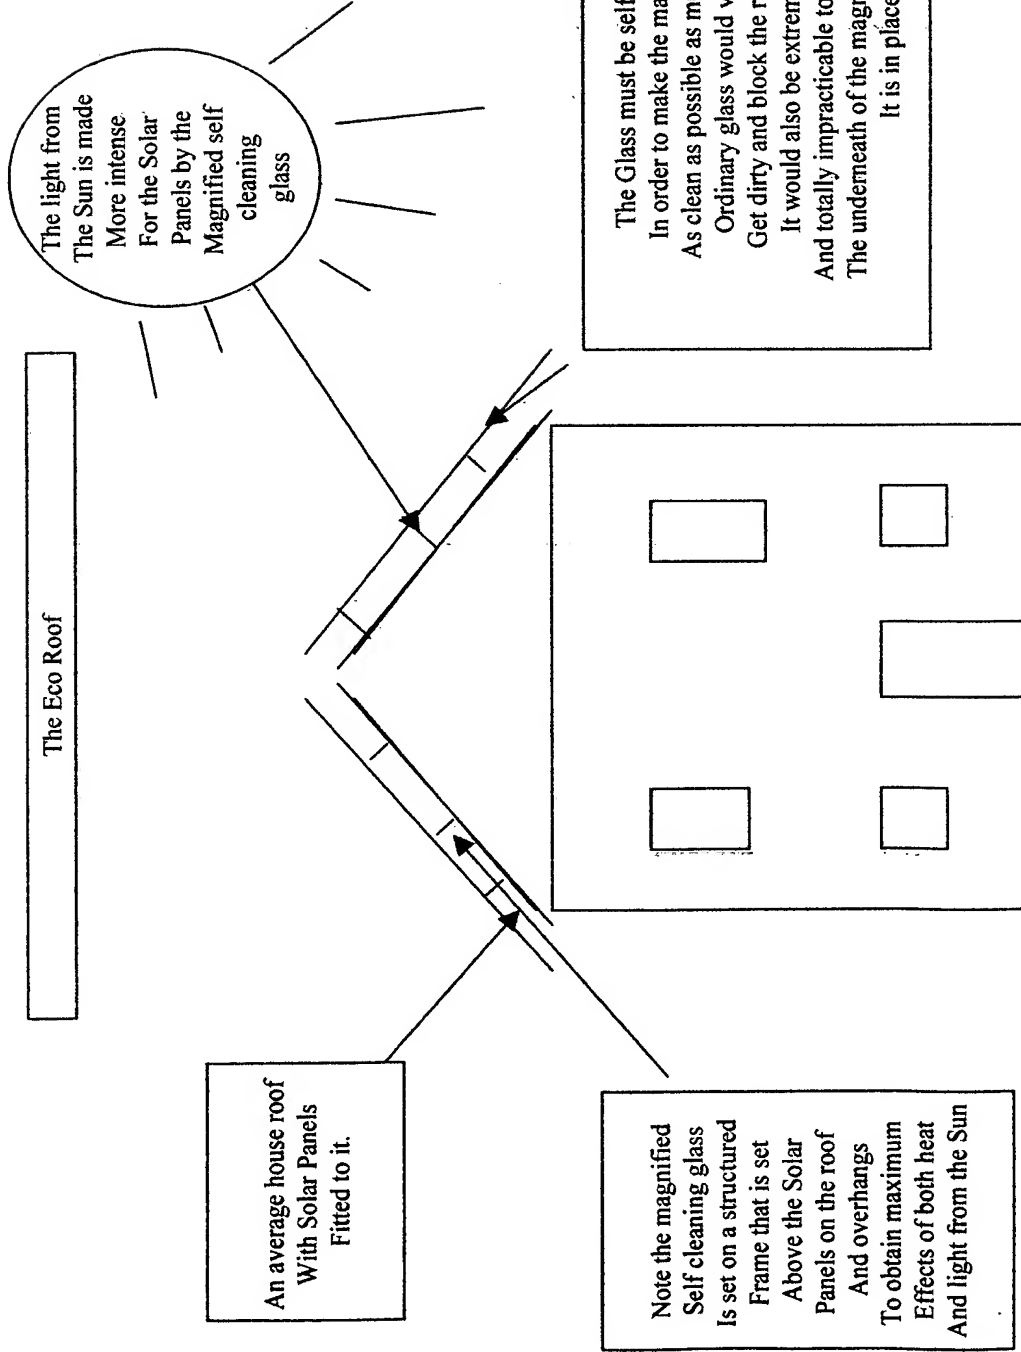 The Eco Roof
The light from
The Sun is made
More intense
For the Solar
Panels by the
Magnified self
cleaning
glass
An average house roof
With Solar Panels
Fitted to it.
Note the magnified
Self cleaning glass
Is set on a structured
Frame that is set
Above the Solar
Panels on the roof
And overhangs
To obtain maximum
Effects of both heat
And light from the Sun
The Glass must be self
In order to make the
As clean as possible as
Ordinary glass would
Get dirty and block the
It would also be
And totally impracticable to
The underneath of the
It is in place